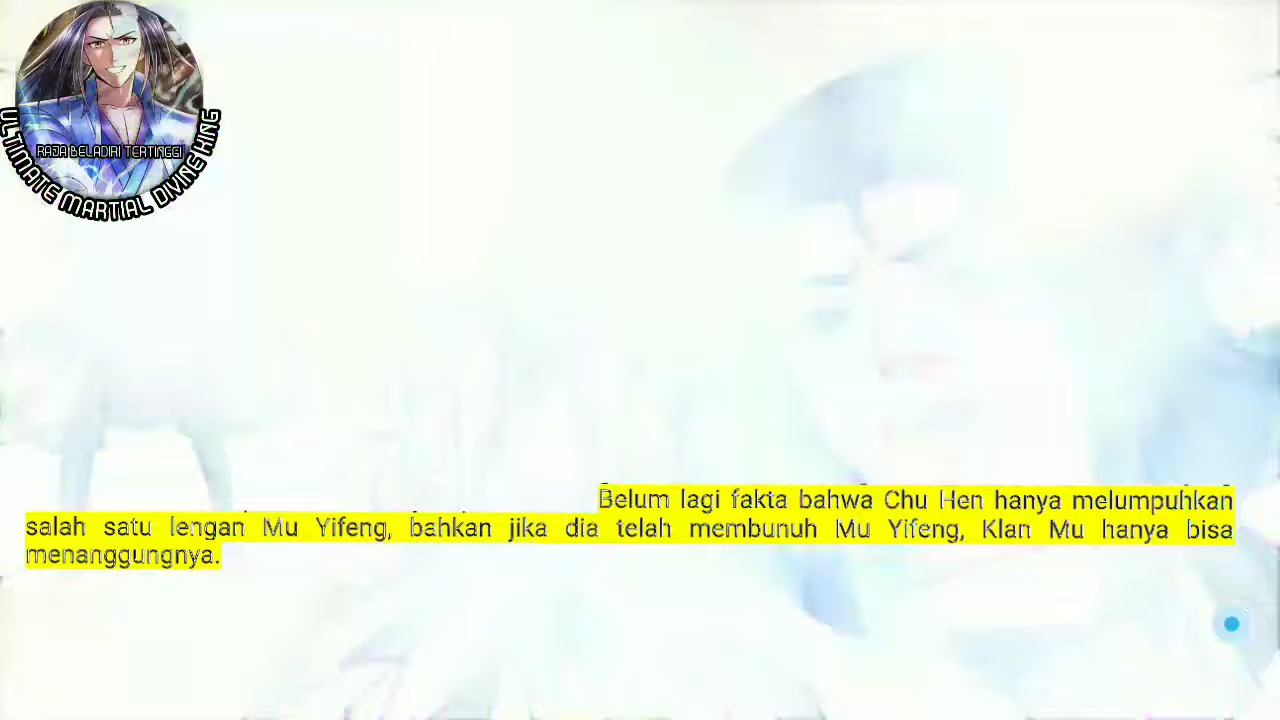 RAJA BELADIRI TERTINGGI
ULTIMATE MARTIAL DIVINE KING
Belum lagi fakta bahwa Chu Hen hanya melumpuhkan
salah satu lengan Mu Yifeng, bahkan jika dia telah membunuh Mu Yifeng, Klan Mu hanya bisa
menanggungnya.